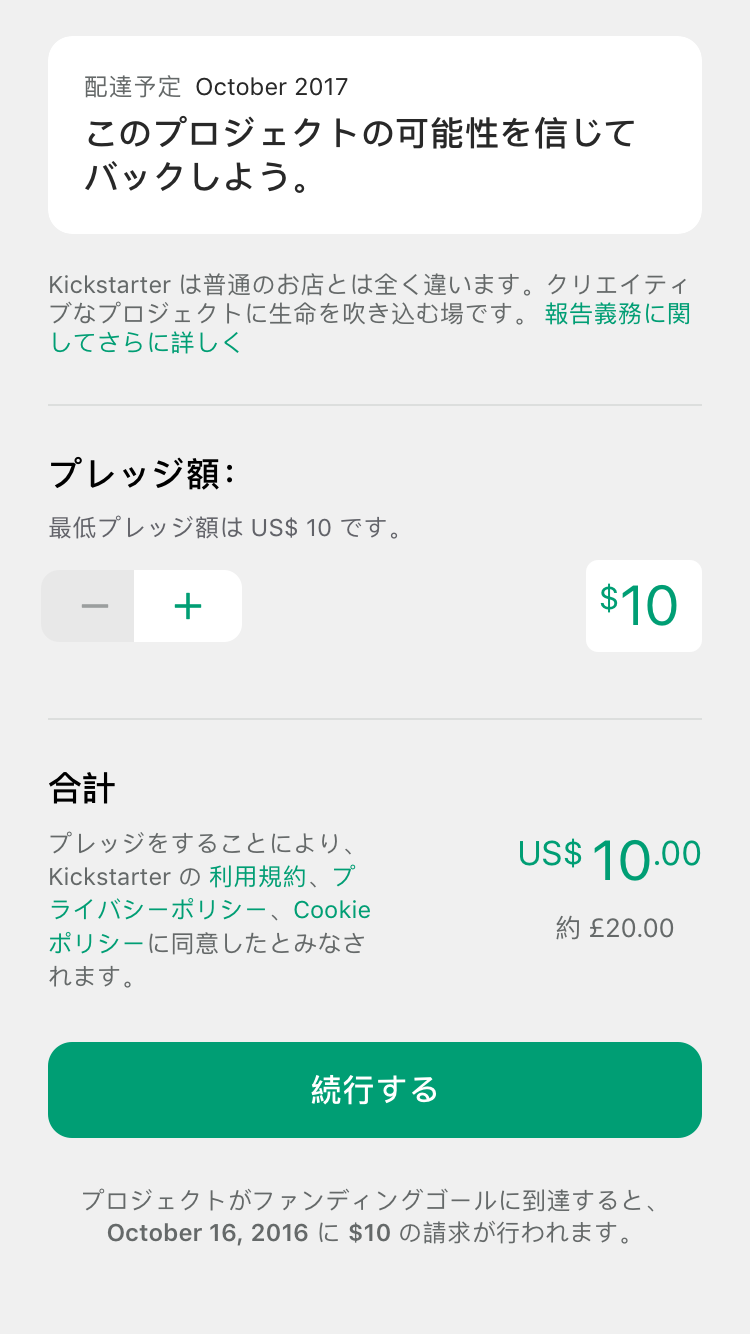 配達予定 October 2017
このプロジェクトの可能性を信じて
バックしよう。
Kickstarter は普通のお店とは全く違います。クリエイティ
ブなプロジェクトに生命を吹き込む場です。 報告義務に関
してさらに詳しく
プレッジ額：
最低プレッジ額は US$ 10 です。
− +
$10
合計
プレッジをすることにより、
Kickstarter の 利用規約、プ
ライバシーポリシー、Cookie
ポリシーに同意したとみなさ
れます。
US$ 10.00
約 £20.00
続行する
プロジェクトがファンディングゴールに到達すると、
October 16, 2016 に $10 の請求が行われます。